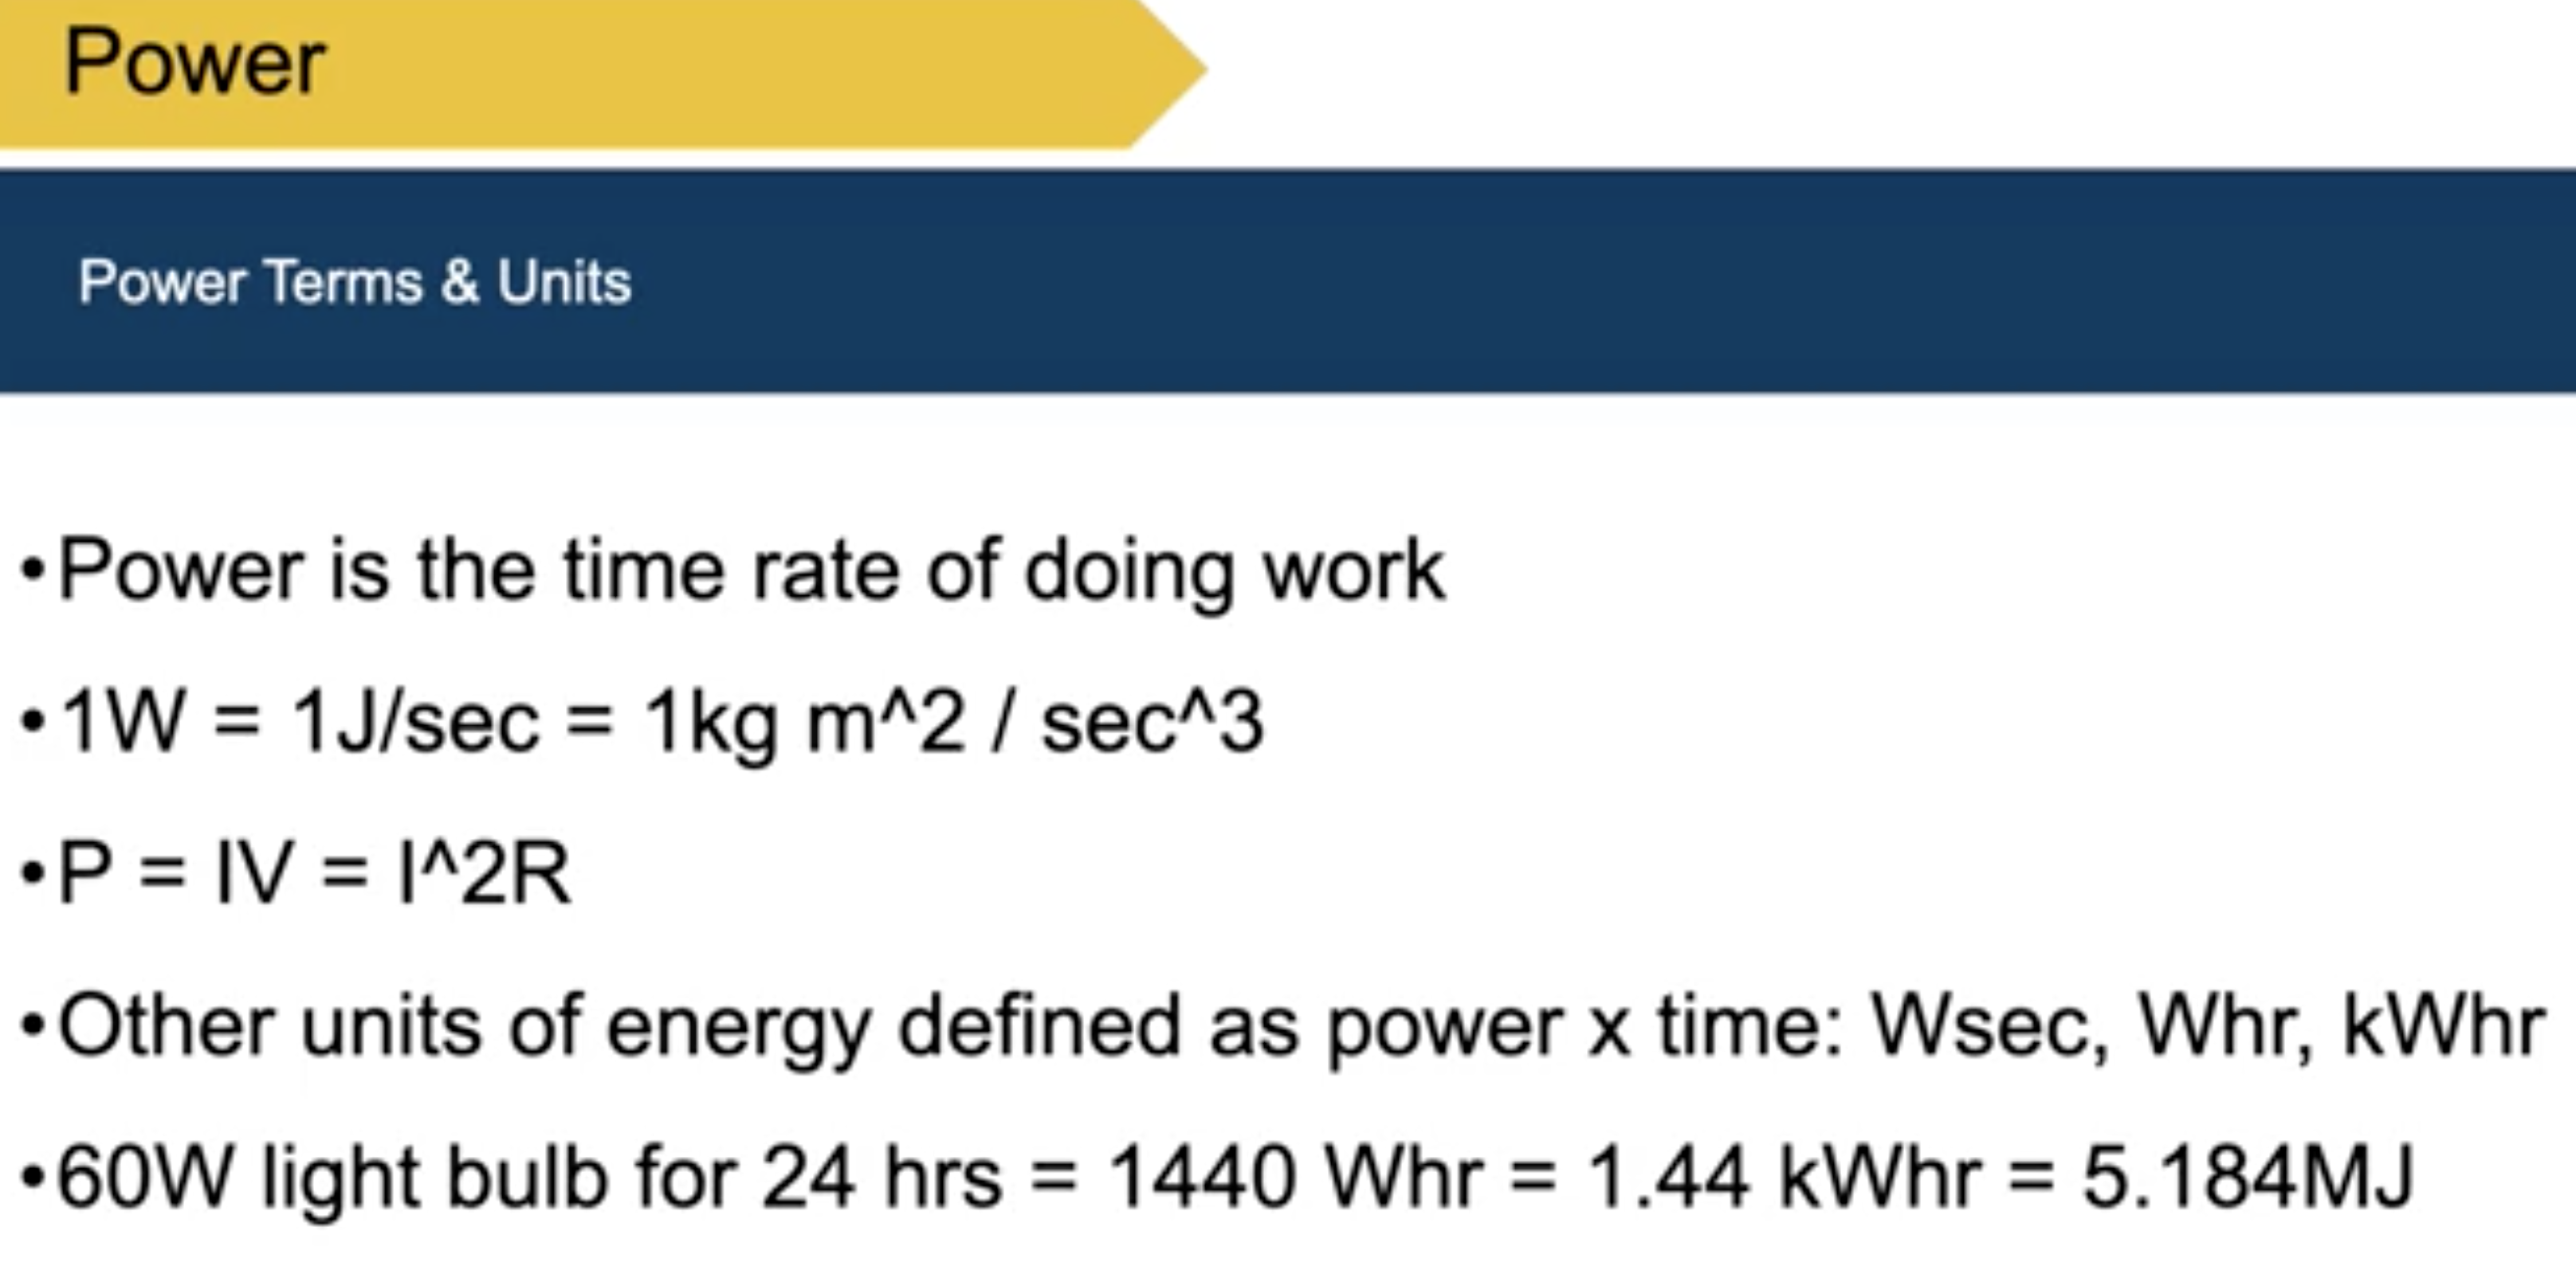 Power
Power Terms & Units
•Power is the time rate of doing work
•1W = 1J/sec = 1kg m^2 / sec^3
•P = IV = I^2R
•Other units of energy defined as power x time: Wsec, Whr, kWhr
•60W light bulb for 24 hrs = 1440 Whr = 1.44 kWhr = 5.184MJ